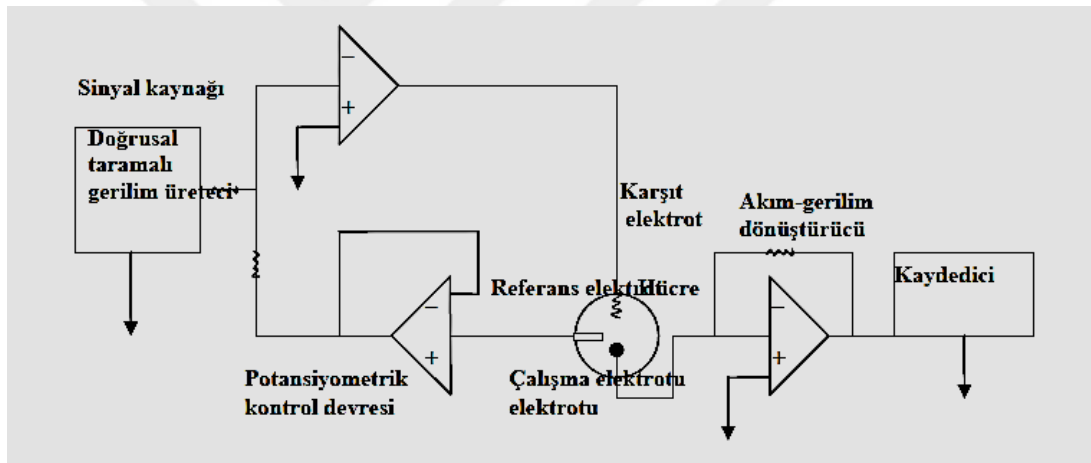 Sinyal kaynağı
Doğrusal
taramalı
gerilim üreteci
−
+
Karşıt
elektrot
Akım-gerilim
dönüştürücü
Kaydedici
Referans elektrot
Hücre
−
+
−
+
Potansiyometrik
kontrol devresi
Çalışma elektrotu
elektrotu